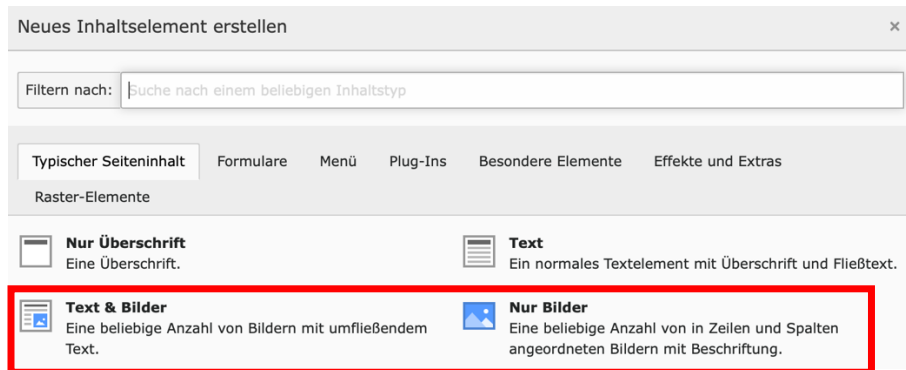 Neues Inhaltselement erstellen ×
Filtern nach: Suche nach einem beliebigen Inhaltstyp
Typischer Seiteninhalt Formulare Menü Plug-Ins Besondere Elemente Effekte und Extras
Raster-Elemente
Nur Überschrift
Eine Überschrift.
Text
Ein normales Textelement mit Überschrift und Fließtext.
Text & Bilder
Eine beliebige Anzahl von Bildern mit umfließendem
Text.
Nur Bilder
Eine beliebige Anzahl von in Zeilen und Spalten
angeordneten Bildern mit Beschriftung.